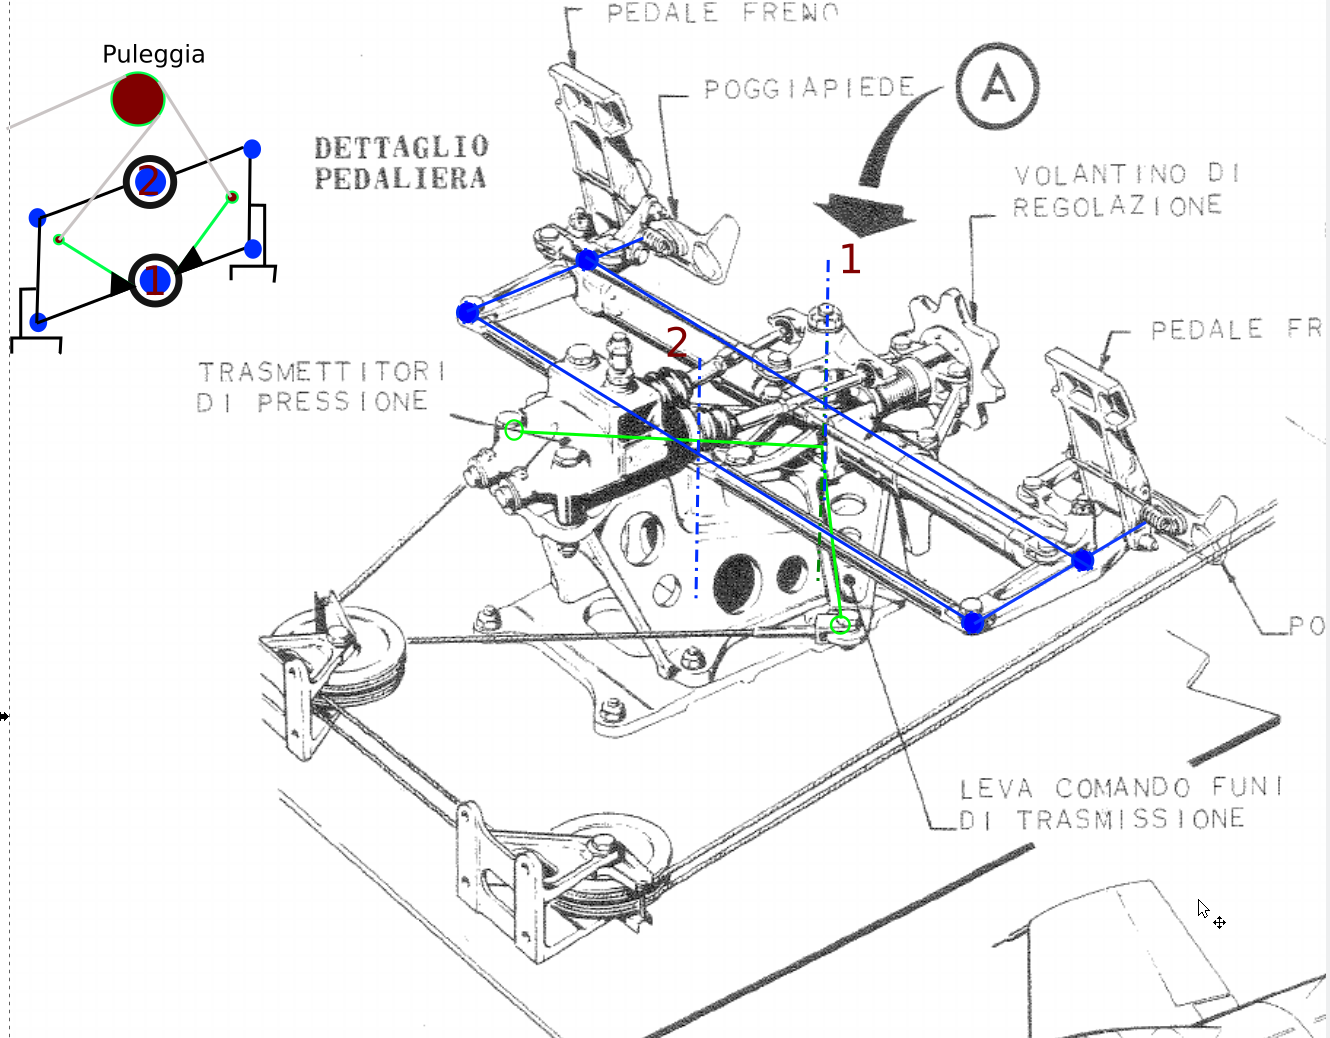 PEDALE FRENO
Puleggia
POGGIAPIEDE
A
DETTAGLIO
PEDALIERA
VOLANTINO DI
REGOLAZIONE
2
1
1
2
PEDALE FR
TRASMETTITORI
DI PRESSIONE
PO
LEVA COMANDO FUNI
DI TRASMISSIONE